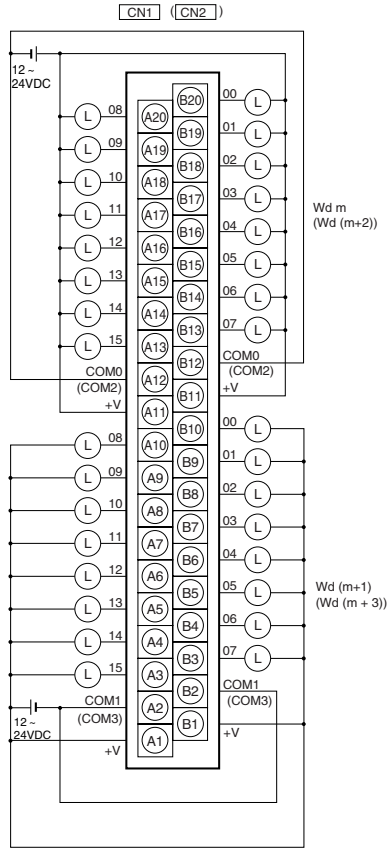 CN1 (CN2)
12 ~
24VDC
B20 00 L
L 08 A20
B19 01 L
L 09 A19
B18 02 L
L 10 A18
B17 03 L
L 11 A17
Wd m
(Wd (m+2))
B16 04 L
L 12 A16
B15 05 L
L 13 A15
B14 06 L
L 14 A14
B13 07 L
L 15 A13
B12 COM0
(COM2)
COM0
(COM2)
A12
B11 +V
+V A11
B10 00 L
L 08 A10
B9 01 L
L 09 A9
B8 02 L
L 10 A8
B7 03 L
L 11 A7
B6 04 L
L 12 A6
B5 05 L
Wd (m+1)
(Wd (m + 3))
L 13 A5
B4 06 L
L 14 A4
B3 07 L
L 15 A3
B2 COM1
(COM3)
COM1
(COM3)
A2
12 ~
24VDC
B1 +V
+V A1